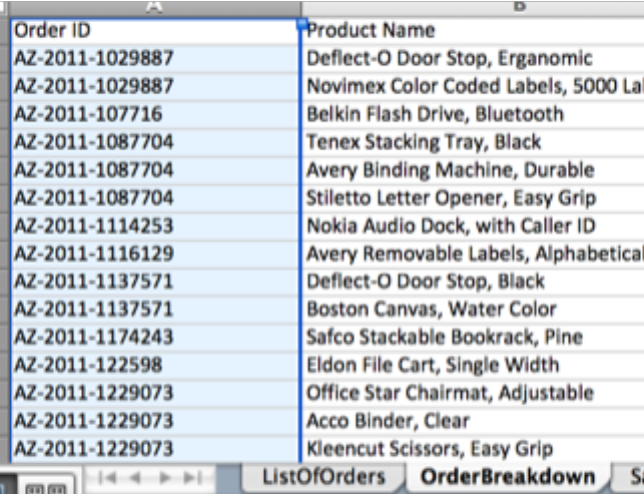 A B
Order ID Product Name
AZ-2011-1029887 Deflect-O Door Stop, Erganomic
AZ-2011-1029887 Novimex Color Coded Labels, 5000 Lal
AZ-2011-107716 Belkin Flash Drive, Bluetooth
AZ-2011-1087704 Tenex Stacking Tray, Black
AZ-2011-1087704 Avery Binding Machine, Durable
AZ-2011-1087704 Stiletto Letter Opener, Easy Grip
AZ-2011-1114253 Nokia Audio Dock, with Caller ID
AZ-2011-1116129 Avery Removable Labels, Alphabetical
AZ-2011-1137571 Deflect-O Door Stop, Black
AZ-2011-1137571 Boston Canvas, Water Color
AZ-2011-1174243 Safco Stackable Bookrack, Pine
AZ-2011-122598 Eldon File Cart, Single Width
AZ-2011-1229073 Office Star Chairmat, Adjustable
AZ-2011-1229073 Acco Binder, Clear
AZ-2011-1229073 Kleencut Scissors, Easy Grip
ListOfOrders OrderBreakdown